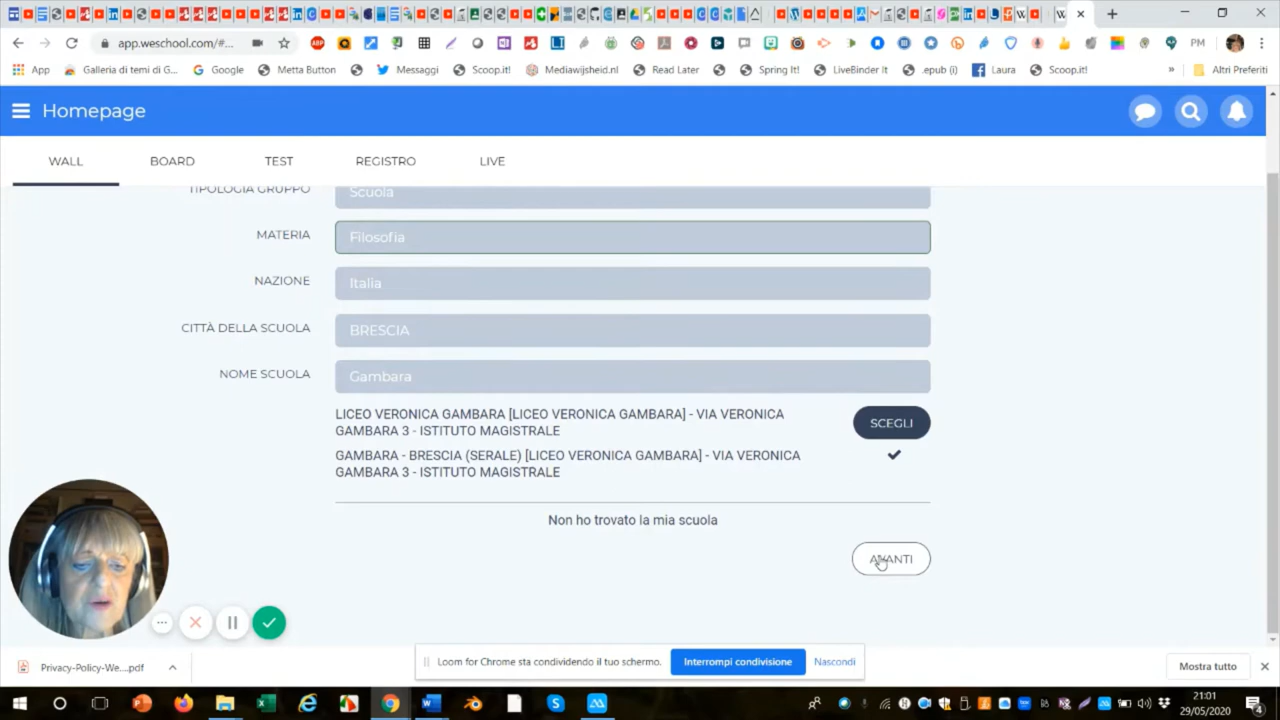 app.weschool.com/#...
PM
App
Galleria di temi di G...
Google
Metta Button
Messaggi
Scoop.it!
Mediawijsheid.nl
Read Later
Spring It!
LiveBinder It
.epub (i)
Laura
Scoop.it!
»
Altri Preferiti
Homepage
WALL
BOARD
TEST
REGISTRO
LIVE
TIPOLOGIA GRUPPO
Scuola
MATERIA
Filosofia
NAZIONE
Italia
CITTÀ DELLA SCUOLA
BRESCIA
NOME SCUOLA
Gambara
LICEO VERONICA GAMBARA [LICEO VERONICA GAMBARA] - VIA VERONICA
GAMBARA 3 - ISTITUTO MAGISTRALE
SCEGLI
GAMBARA - BRESCIA (SERALE) [LICEO VERONICA GAMBARA] - VIA VERONICA
GAMBARA 3 - ISTITUTO MAGISTRALE
Non ho trovato la mia scuola
AVANTI
Privacy-Policy-We....pdf
Loom for Chrome sta condividendo il tuo schermo.
Interrompi condivisione
Nascondi
Mostra tutto
21:01
29/05/2020
4